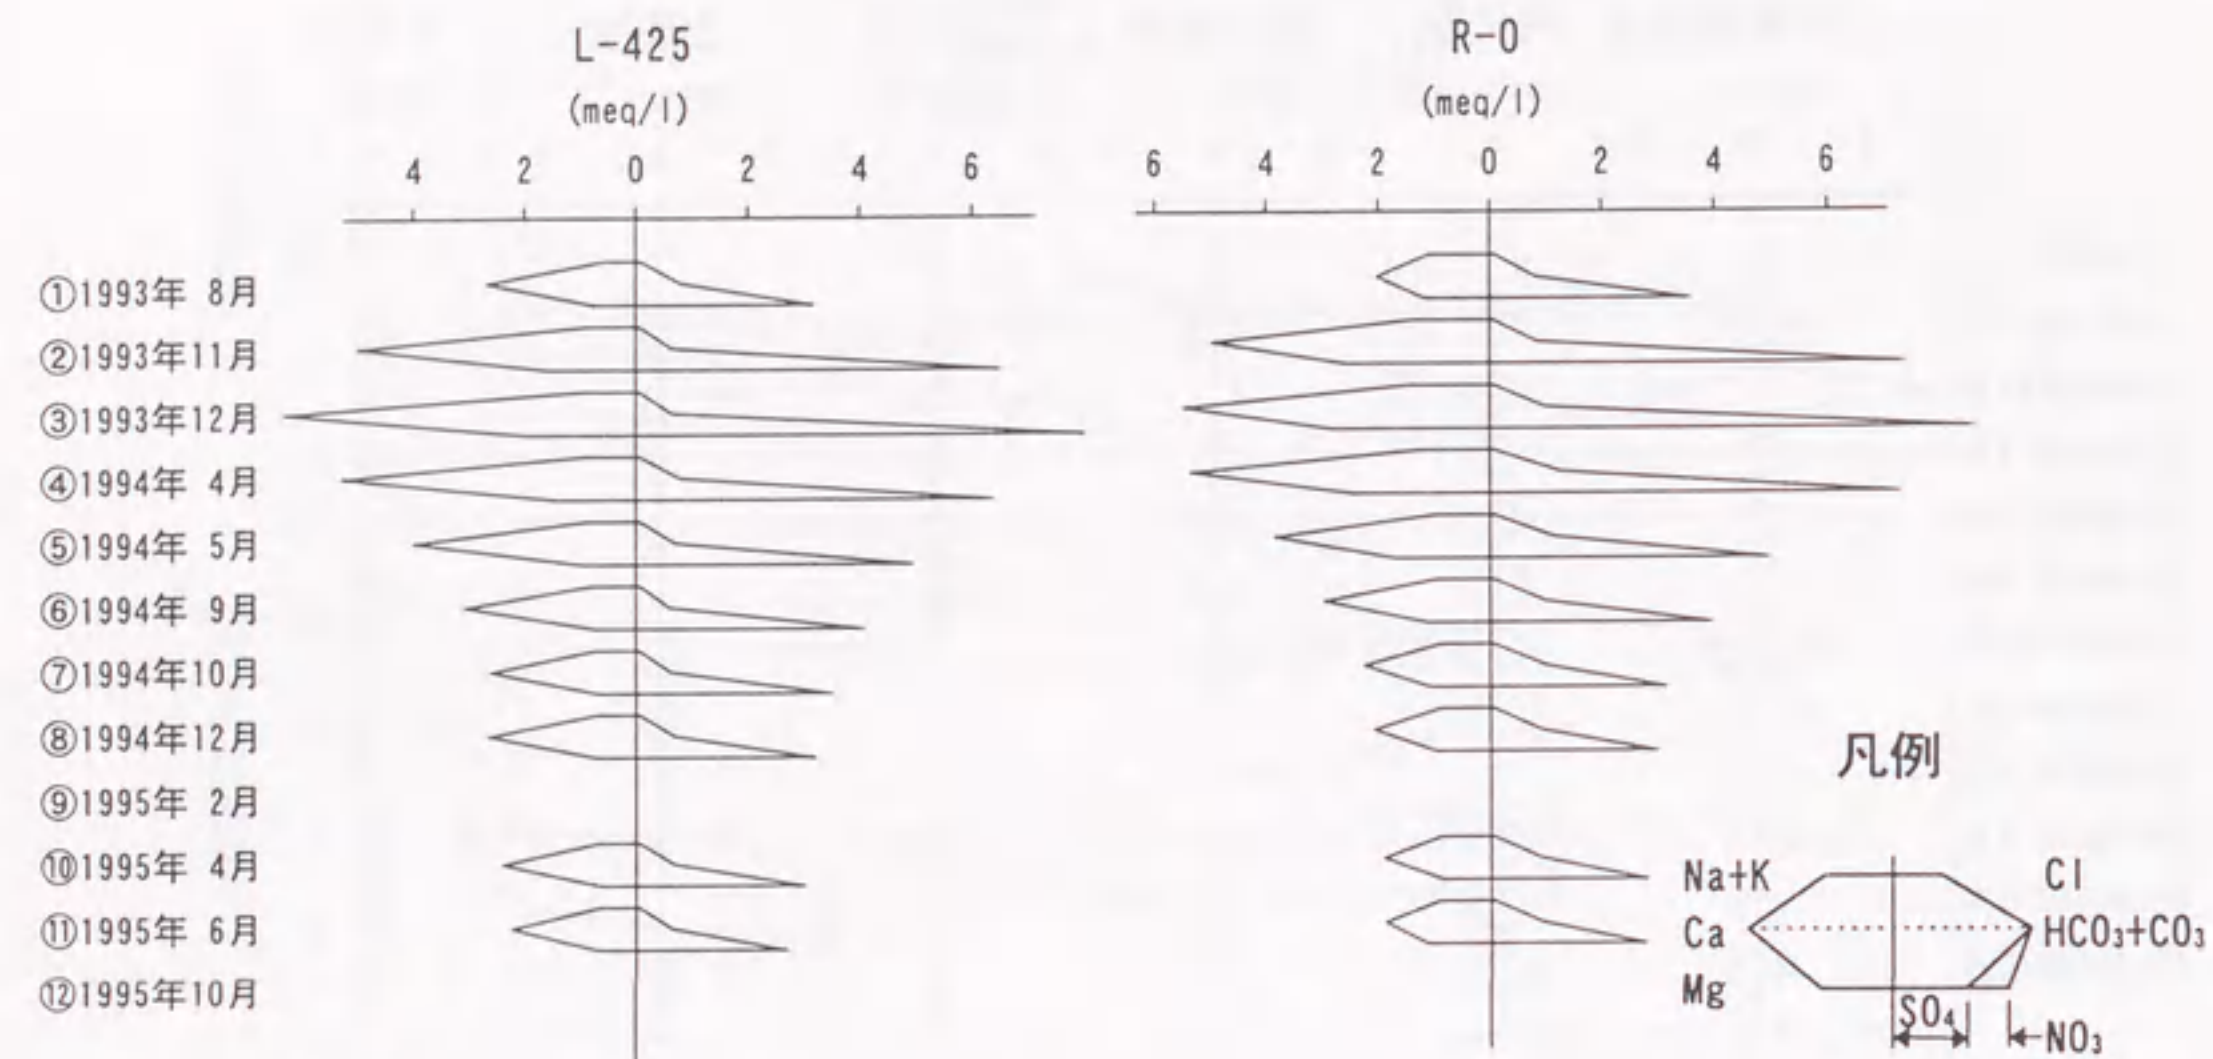 L-425
(meq/l)
4 2 0 2 4 6
R-0
(meq/l)
6 4 2 0 2 4 6
①1993年 8月
②1993年11月
③1993年12月
④1994年 4月
⑤1994年 5月
⑥1994年 9月
⑦1994年10月
⑧1994年12月
⑨1995年 2月
⑩1995年 4月
⑪1995年 6月
⑫1995年10月
凡例
Na+K Cl
Ca HCO₃+CO₃
Mg
SO₄
NO₃